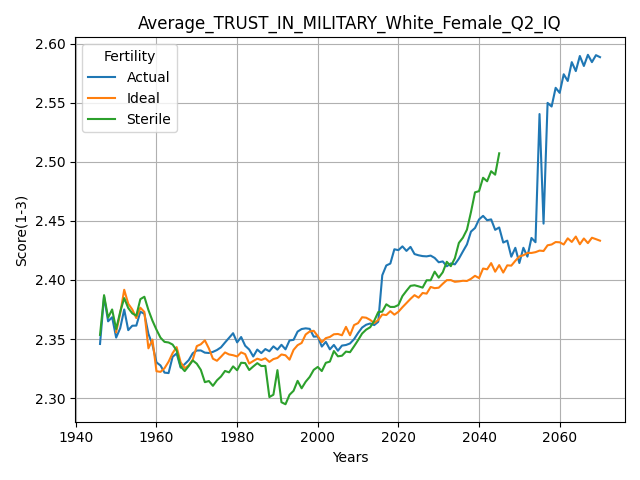 Average_TRUST_IN_MILITARY_White_Female_Q2_IQ
Fertility
Actual
Ideal
Sterile
Score(1-3)
2.60
2.55
2.50
2.45
2.40
2.35
2.30
1940 1960 1980 2000 2020 2040 2060
Years